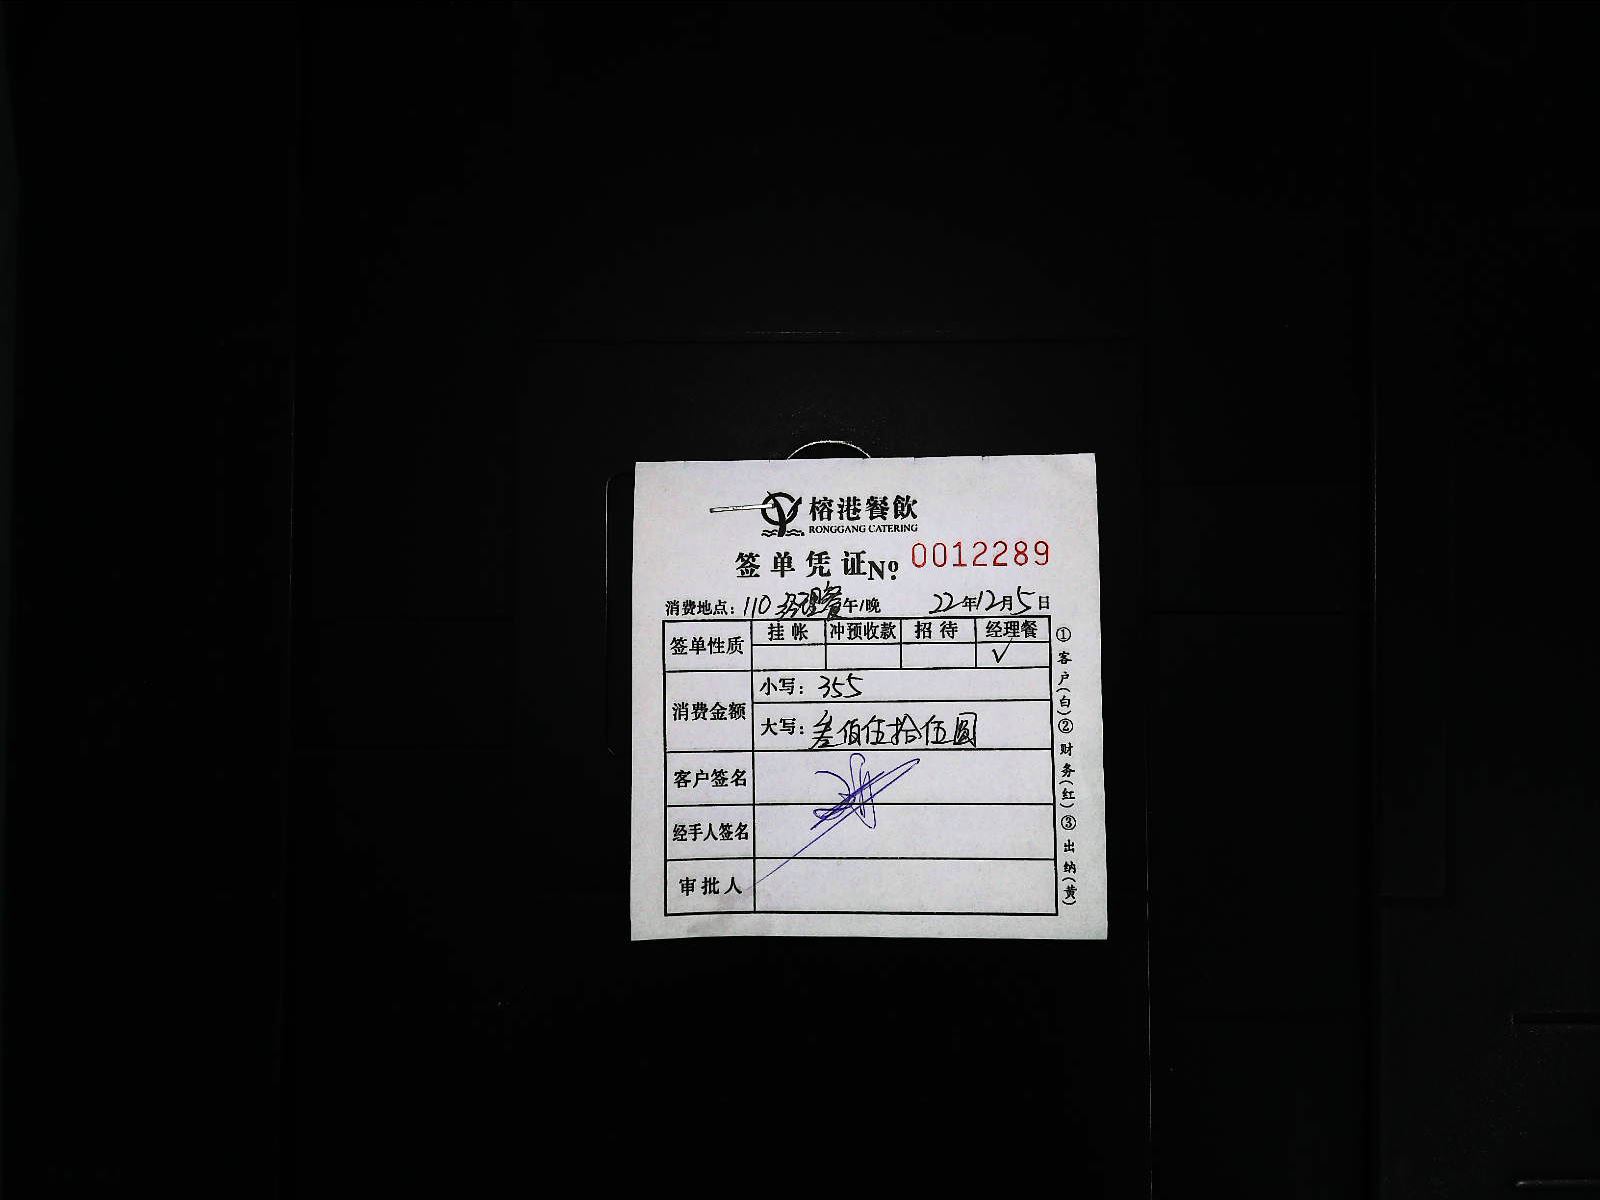 榕港餐飲
RONGGANG CATERING
签单凭证 Nº 0012289
消费地点：110 经理餐 午/晚 22年12月5日
签单性质 挂帐 冲预收款 招待 经理餐
√
消费金额 小写：355
大写：叁佰伍拾伍圆
客户签名
经手人签名
审批人
①客户(白)②财务(红)③出纳(黄)